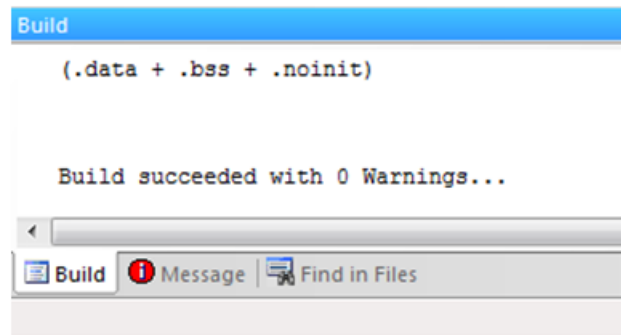 Build
(.data + .bss + .noinit)
Build succeeded with 0 Warnings...
Build Message Find in Files